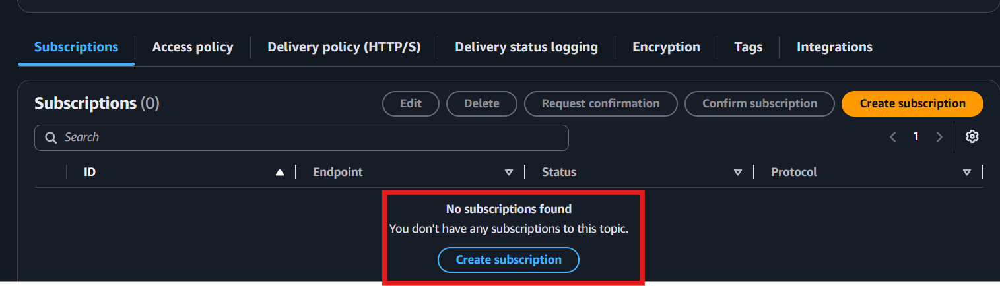 Subscriptions Access policy Delivery policy (HTTP/S) Delivery status logging Encryption Tags Integrations
Subscriptions (0) Edit Delete Request confirmation Confirm subscription Create subscription
Search 1
ID Endpoint Status Protocol
No subscriptions found
You don't have any subscriptions to this topic.
Create subscription